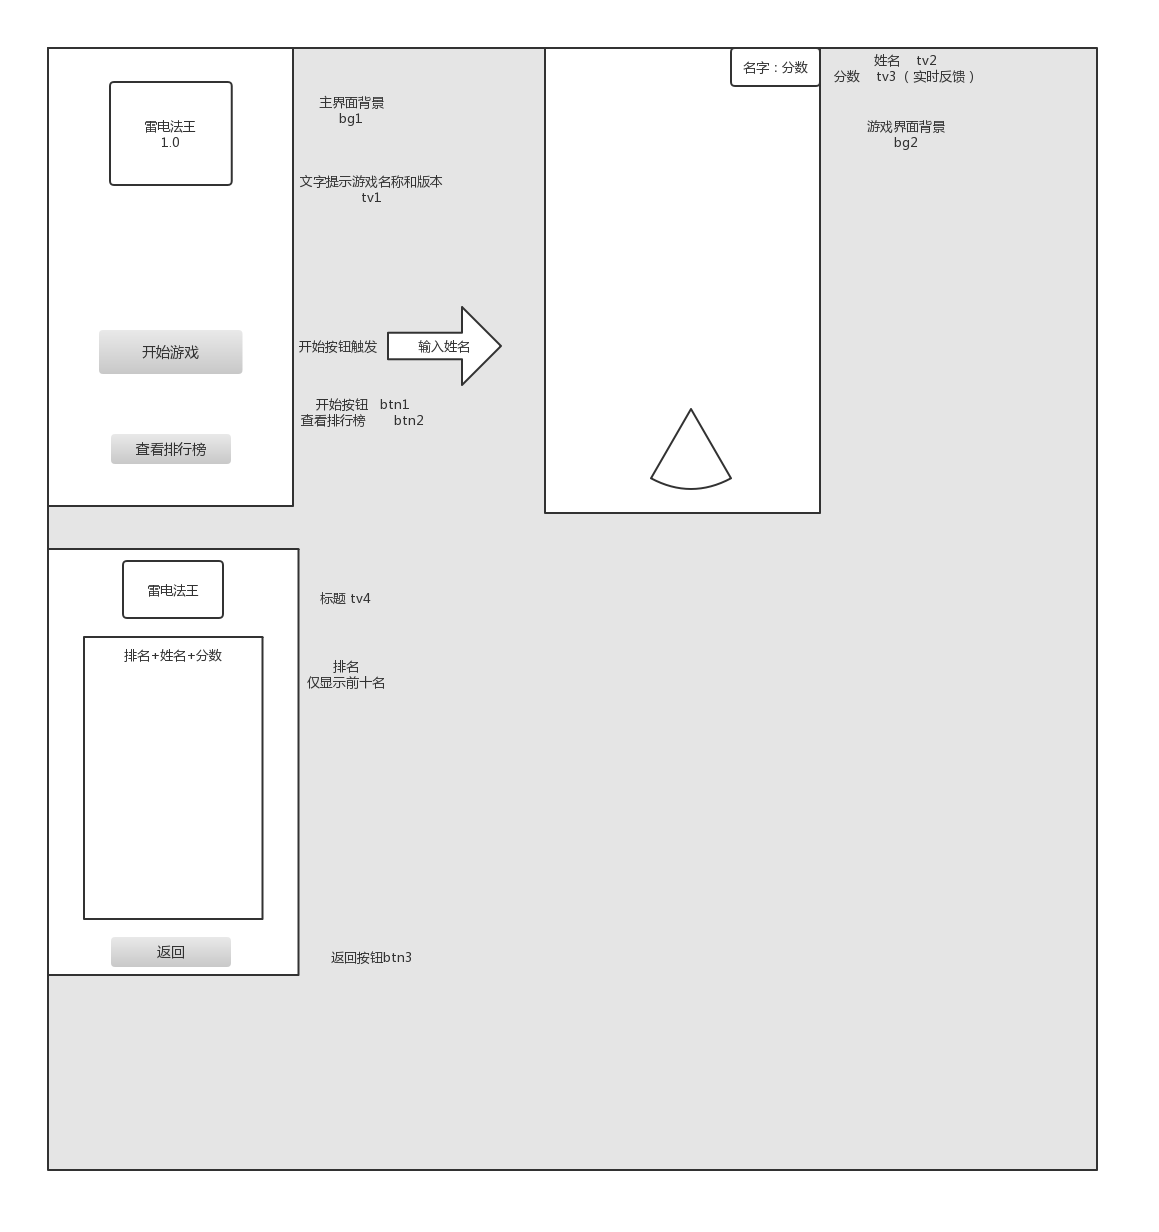 雷电法王
1.0
主界面背景
bg1
文字提示游戏名称和版本
tv1
开始游戏
开始按钮触发
输入姓名
开始按钮 btn1
查看排行榜 btn2
查看排行榜
名字：分数
姓名 tv2
分数 tv3（实时反馈）
游戏界面背景
bg2
雷电法王
标题 tv4
排名+姓名+分数
排名
仅显示前十名
返回
返回按钮btn3